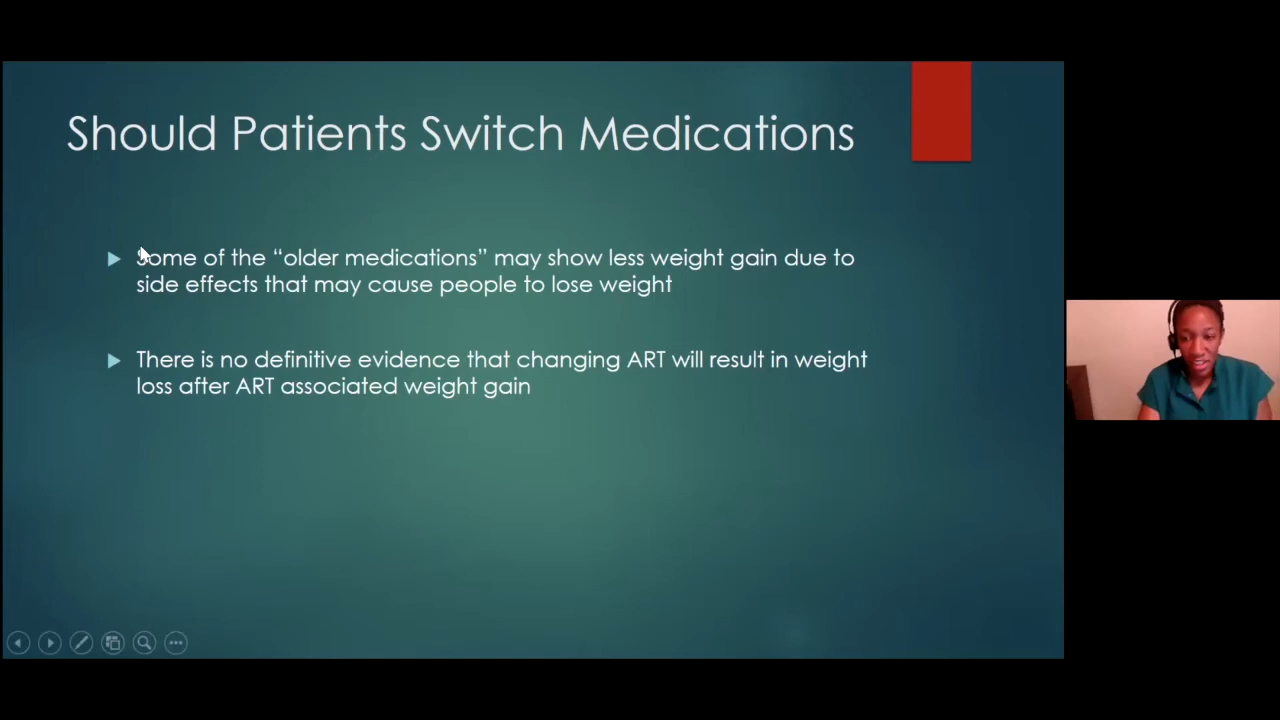 Should Patients Switch Medications
Some of the “older medications” may show less weight gain due to
side effects that may cause people to lose weight
There is no definitive evidence that changing ART will result in weight
loss after ART associated weight gain